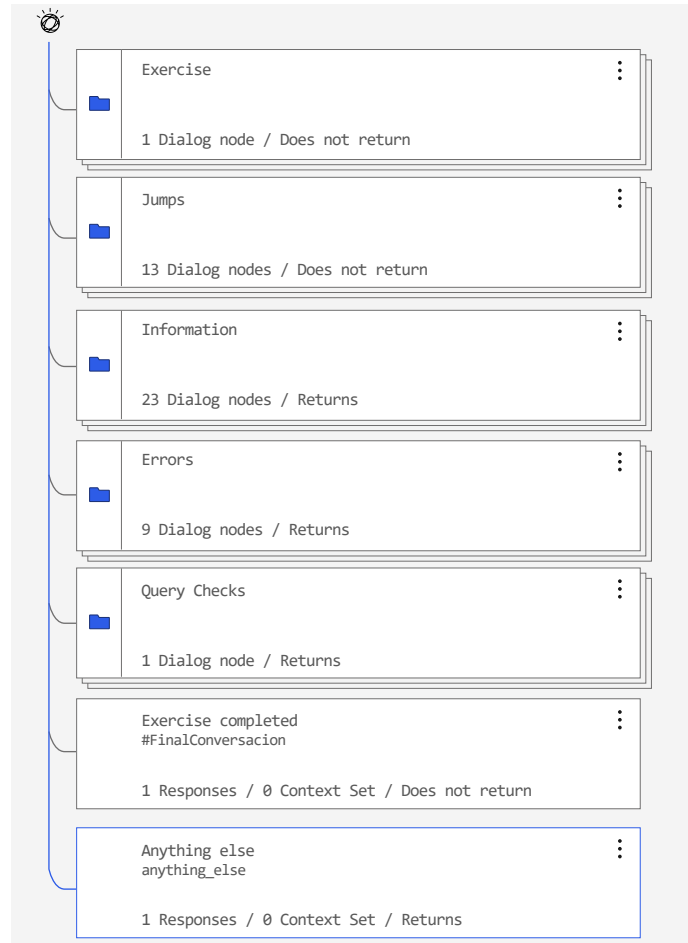 Exercise
1 Dialog node / Does not return
Jumps
13 Dialog nodes / Does not return
Information
23 Dialog nodes / Returns
Errors
9 Dialog nodes / Returns
Query Checks
1 Dialog node / Returns
Exercise completed
#FinalConversacion
1 Responses / 0 Context Set / Does not return
Anything else
anything_else
1 Responses / 0 Context Set / Returns